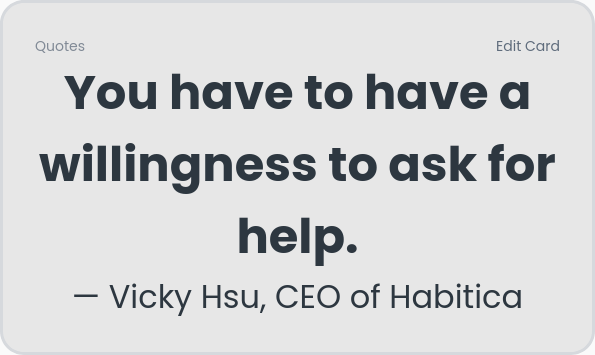 Quotes
Edit Card
You have to have a
willingness to ask for
help.
— Vicky Hsu, CEO of Habitica